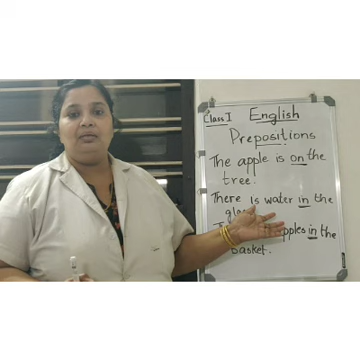 Class I English
Prepositions
The apple is on the
tree.
There is water in the
apples in the
basket.